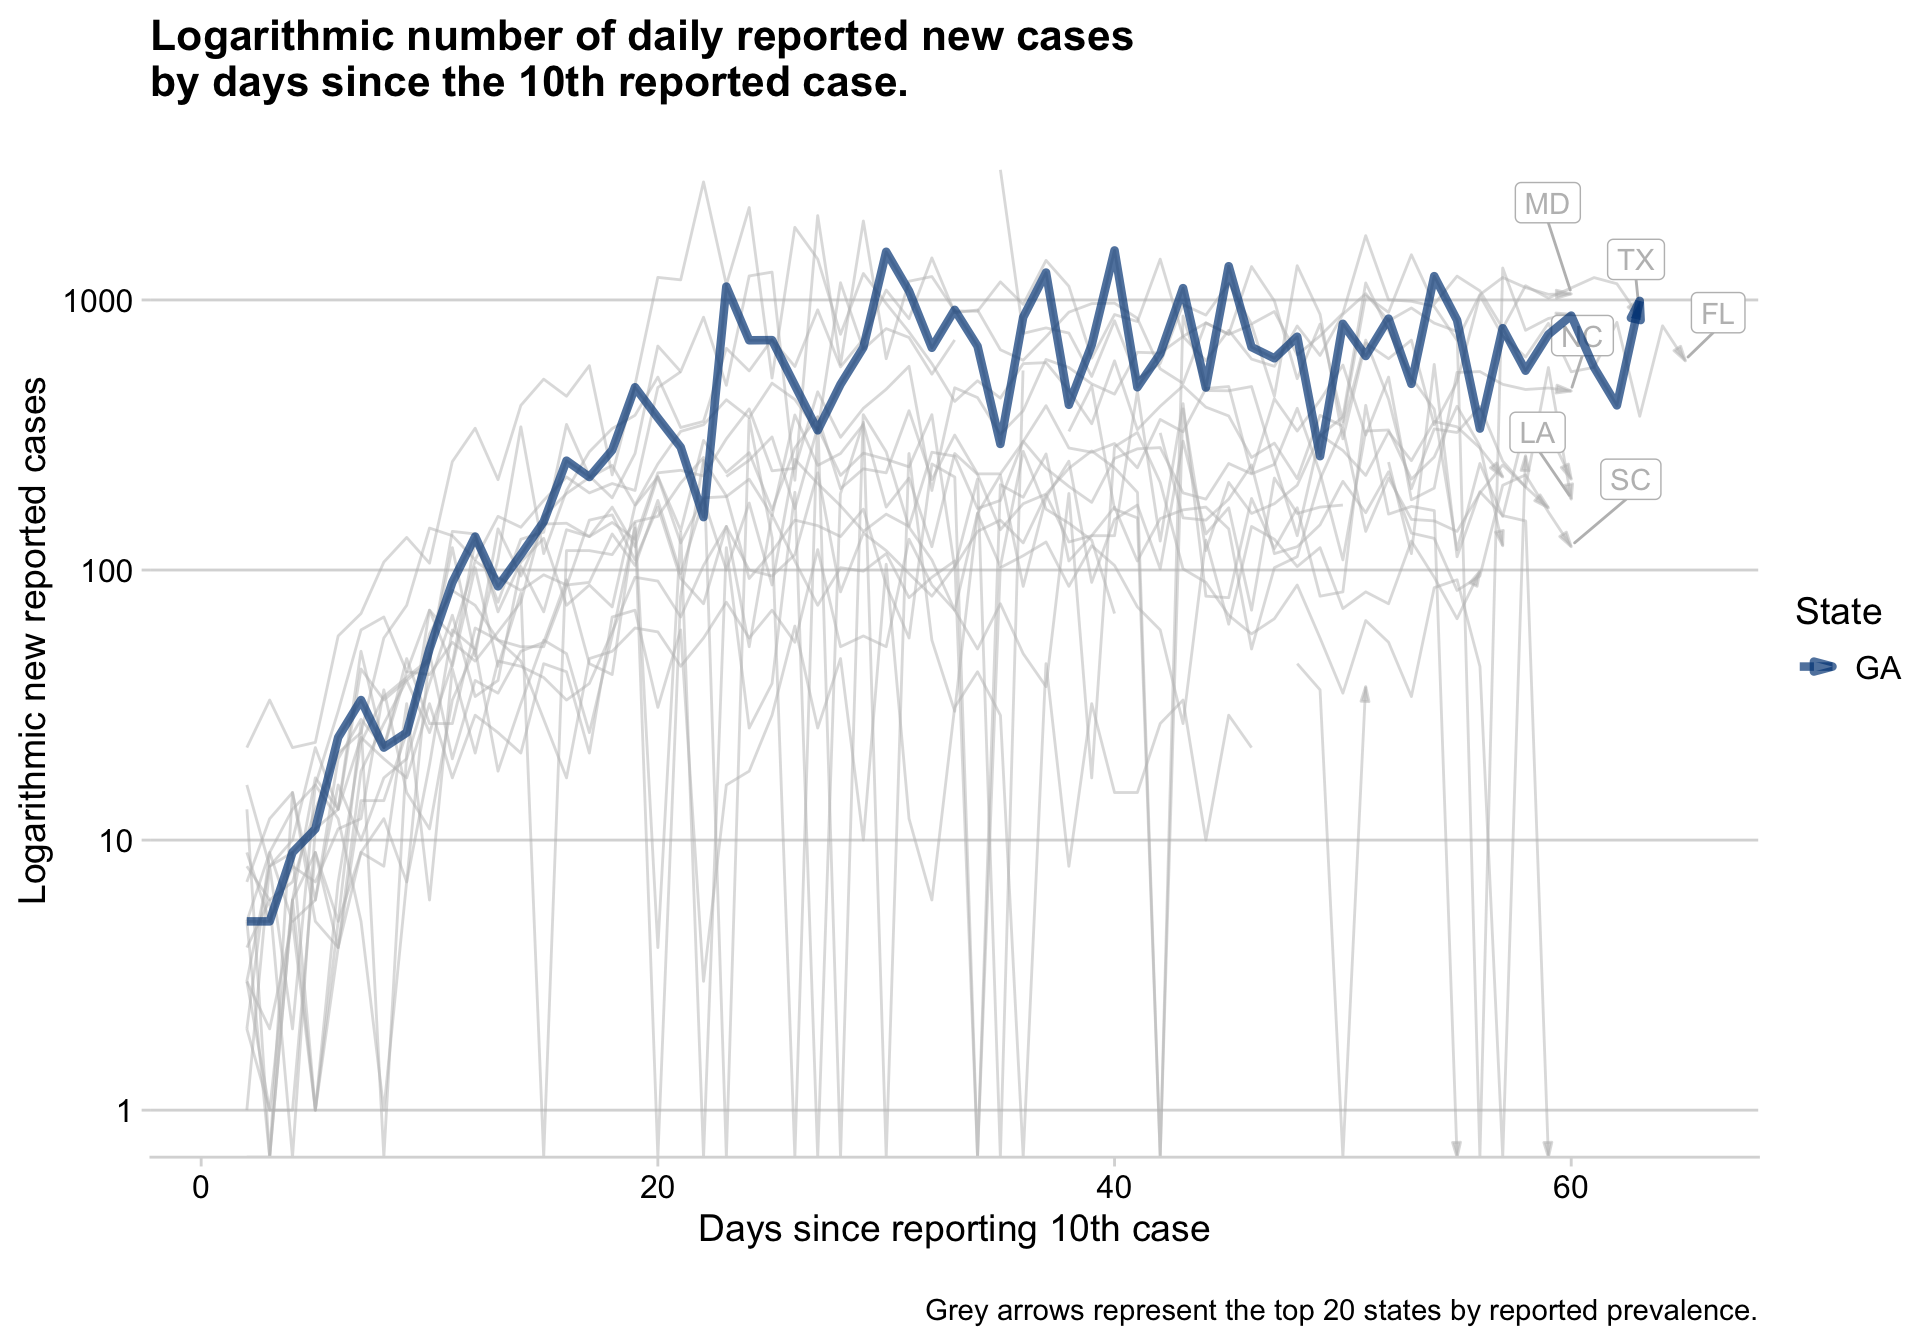 Logarithmic number of daily reported new cases
by days since the 10th reported case.
Logarithmic new reported cases
1000
100
10
1
MD
TX
FL
NC
LA
SC
State
GA
0
20
40
60
Days since reporting 10th case
Grey arrows represent the top 20 states by reported prevalence.